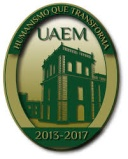 HUMANISMO QUE TRANSFORMA
UAEM
2013-2017